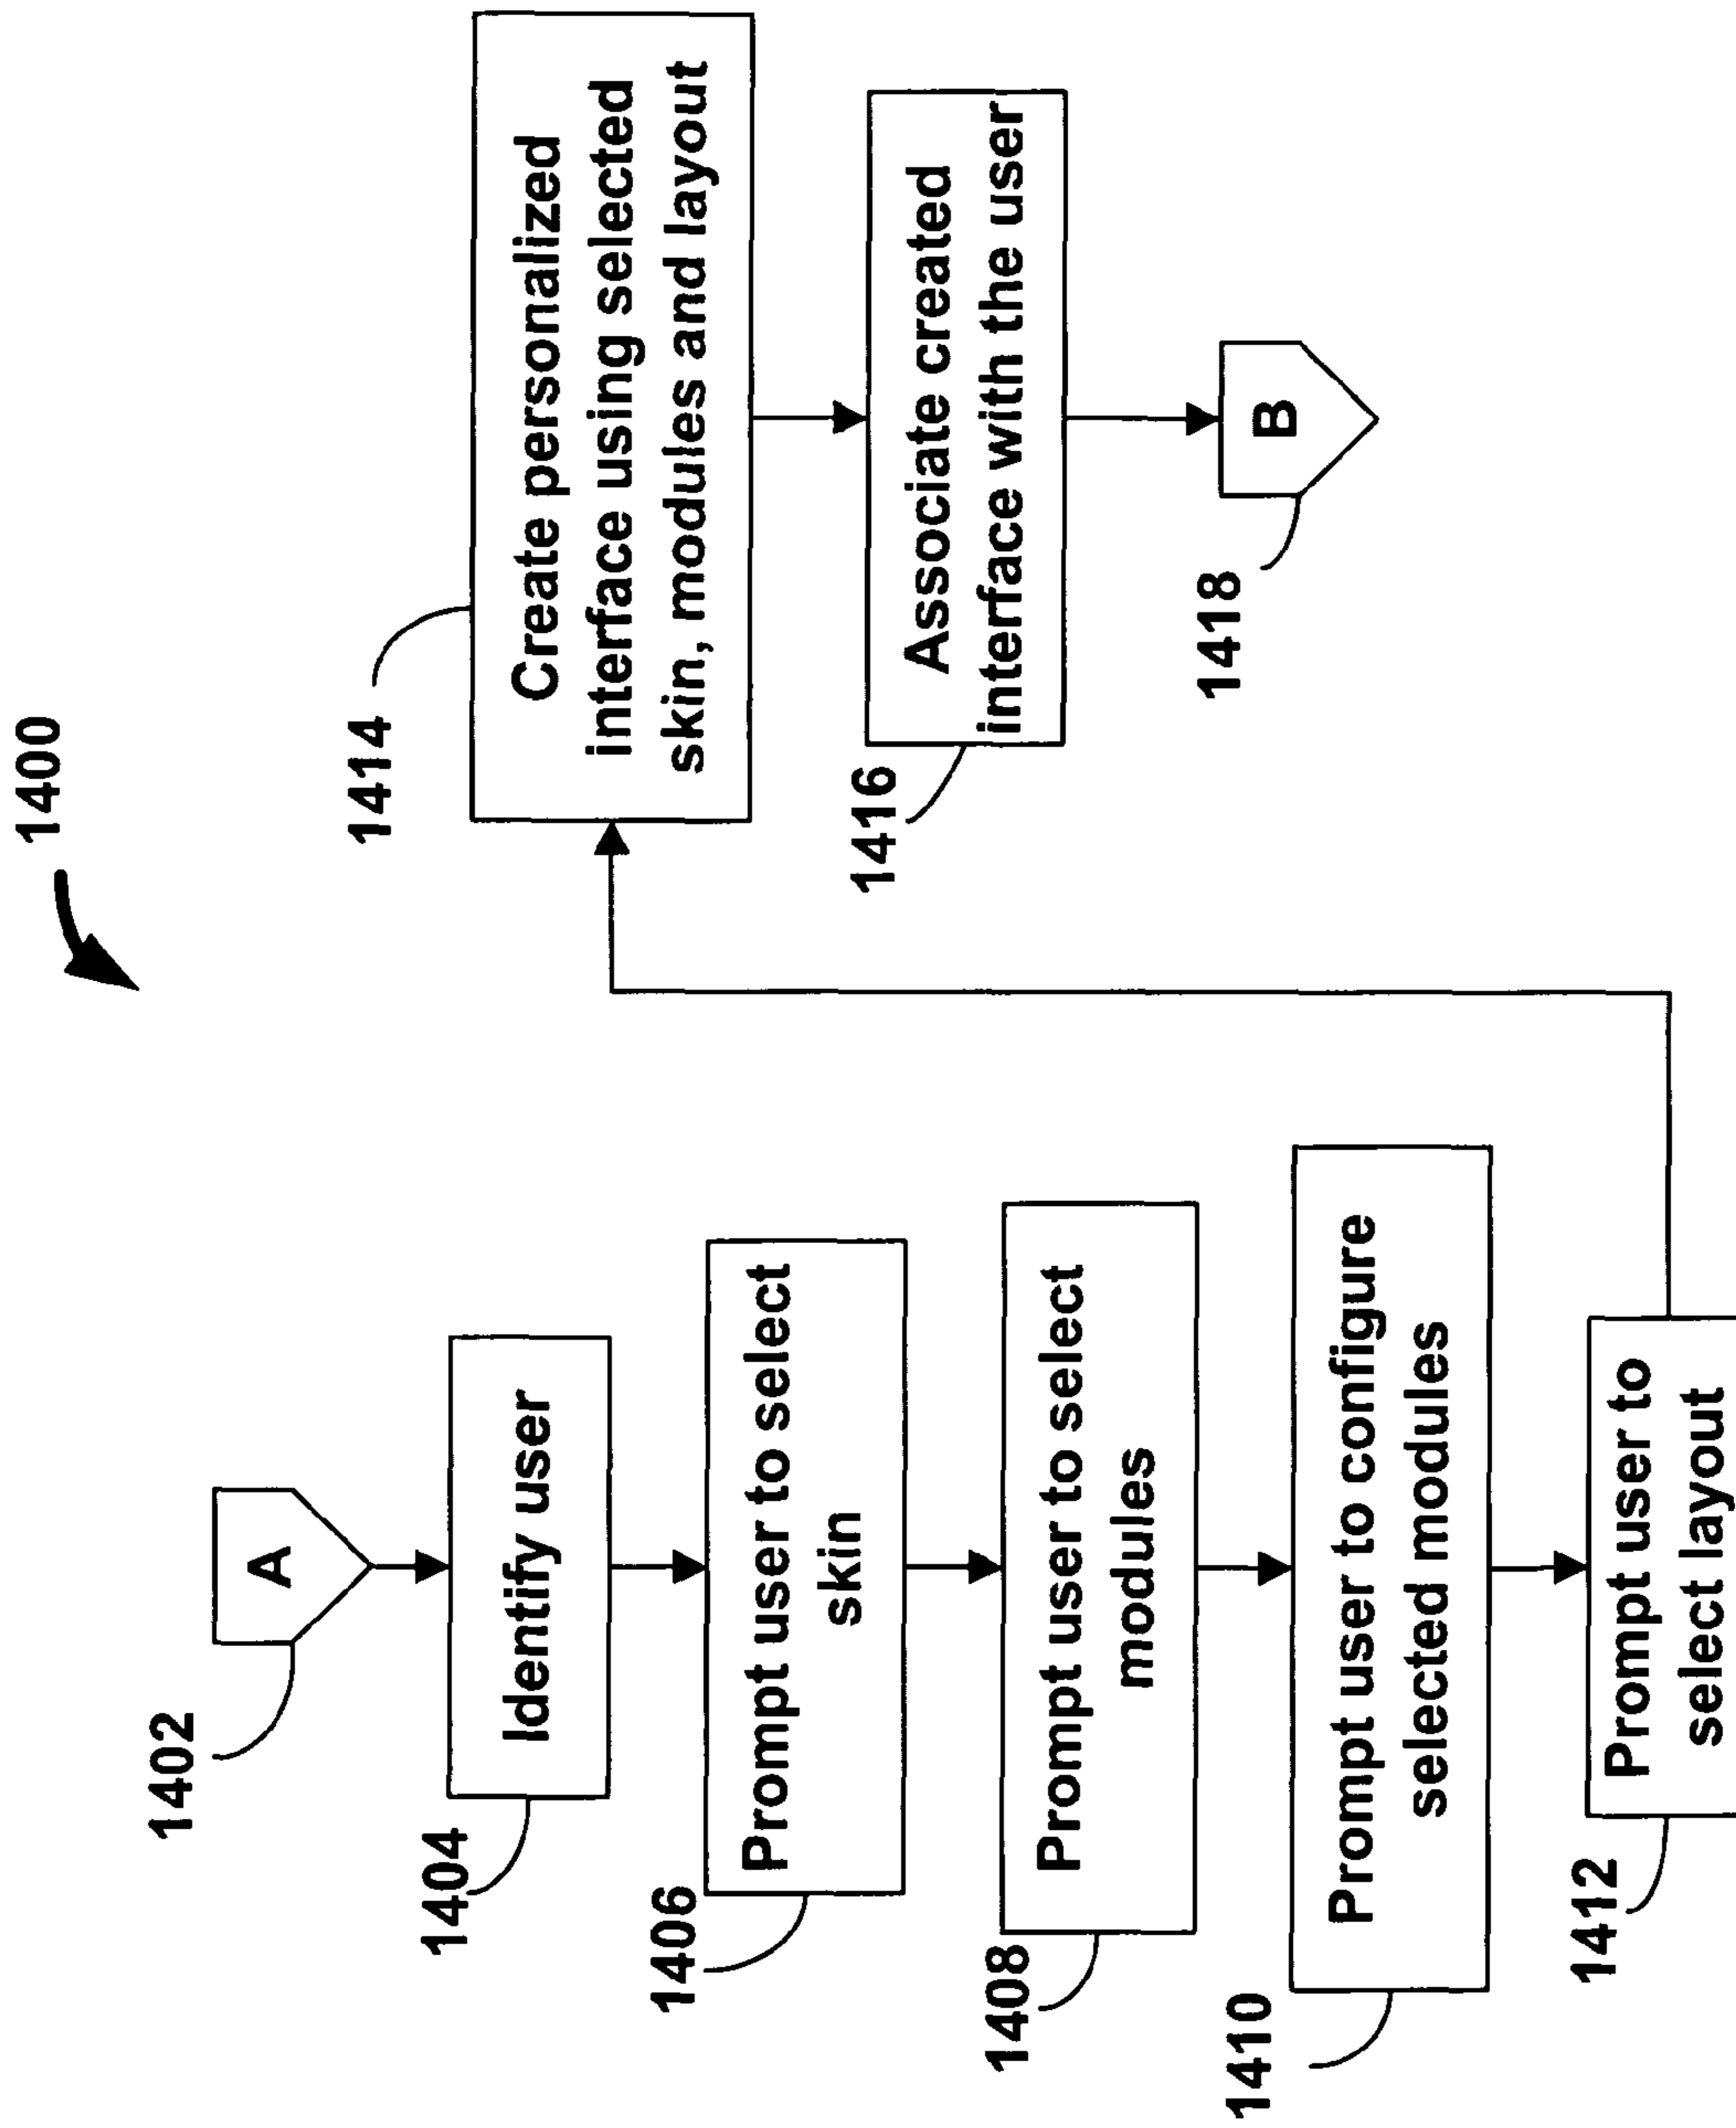 1400
1402
A
1404
Identify user
1406
Prompt user to select
skin
1408
Prompt user to select
modules
1410
Prompt user to configure
selected modules
1412
Prompt user to
select layout
1414
Create personalized
interface using selected
skin, modules and layout
1416
Associate created
interface with the user
1418
B